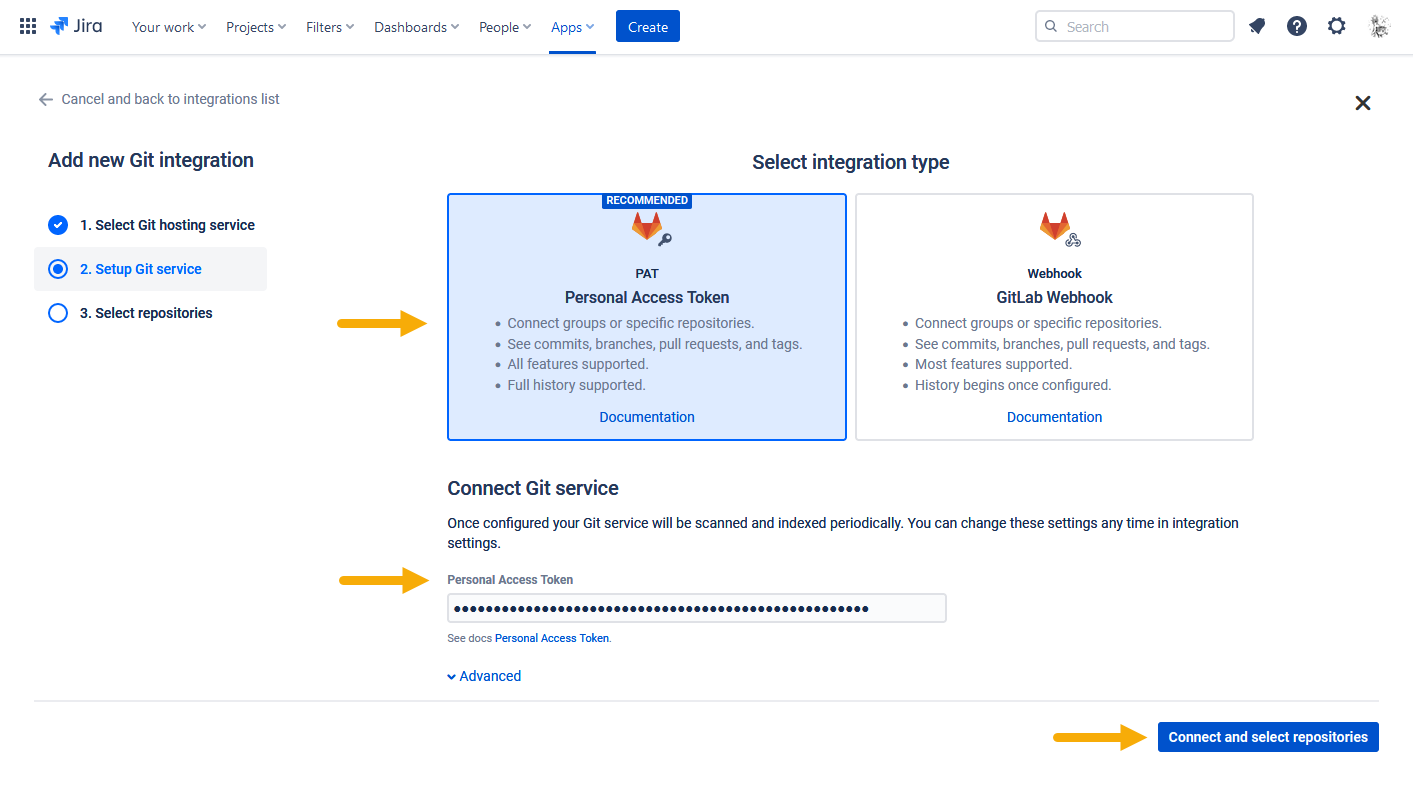 Jira
Your work
Projects
Filters
Dashboards
People
Apps
Create
Search
Cancel and back to integrations list
Add new Git integration
1. Select Git hosting service
2. Setup Git service
3. Select repositories
Select integration type
RECOMMENDED
PAT
Personal Access Token
Connect groups or specific repositories.
See commits, branches, pull requests, and tags.
All features supported.
Full history supported.
Documentation
Webhook
GitLab Webhook
Connect groups or specific repositories.
See commits, branches, pull requests, and tags.
Most features supported.
History begins once configured.
Documentation
Connect Git service
Once configured your Git service will be scanned and indexed periodically. You can change these settings any time in integration
settings.
Personal Access Token
See docs Personal Access Token.
Advanced
Connect and select repositories